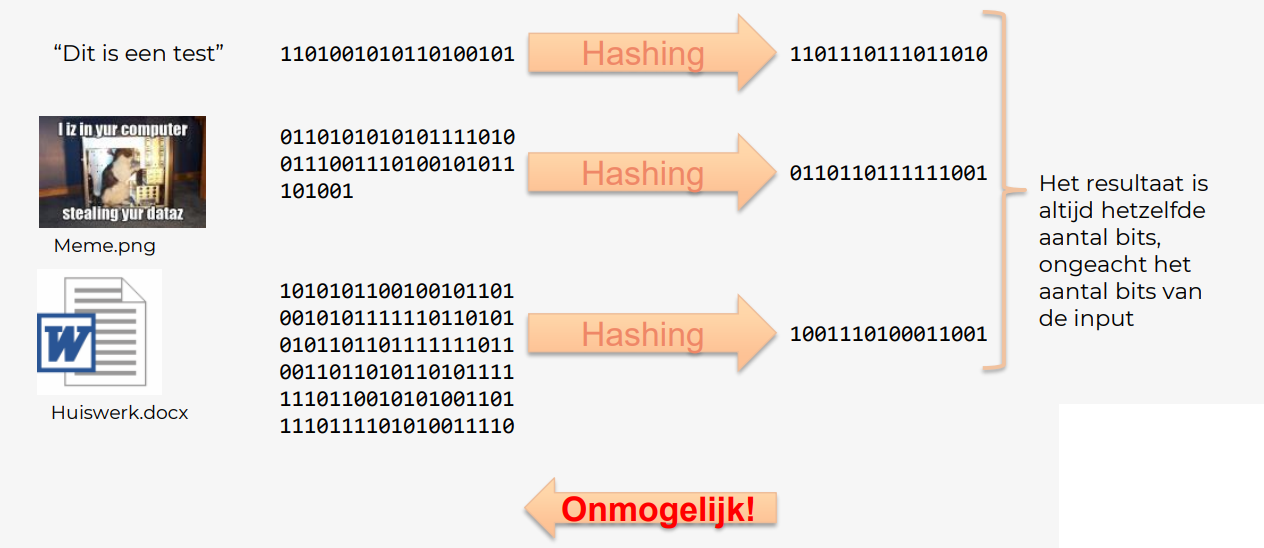 “Dit is een test”
1101001010110100101
Hashing
1101110111011010
I iz in yur computer
stealing yur dataz
Meme.png
0110101010101111010
0111001110100101011
101001
Hashing
0110110111111001
W
Huiswerk.docx
1010101100100101101
0010101111110110101
0101101101111111011
0011011010110101111
1110110010101001101
1110111101010011110
Hashing
1001110100011001
Het resultaat is
altijd hetzelfde
aantal bits,
ongeacht het
aantal bits van
de input
Onmogelijk!